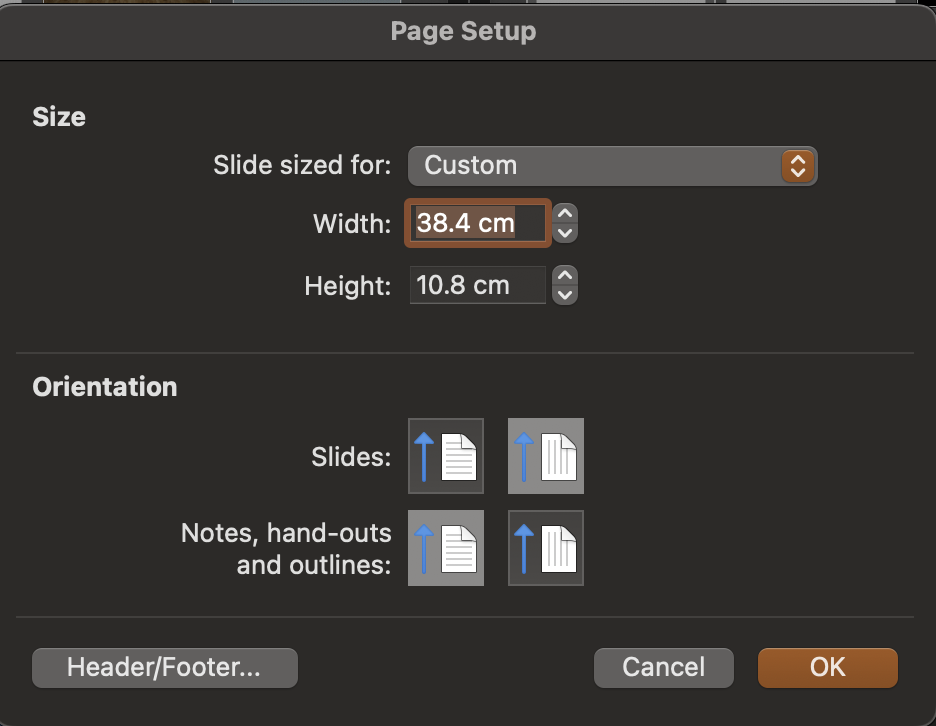 Page Setup
Size
Slide sized for: Custom
Width: 38.4 cm
Height: 10.8 cm
Orientation
Slides:
Notes, hand-outs
and outlines:
Header/Footer... Cancel OK